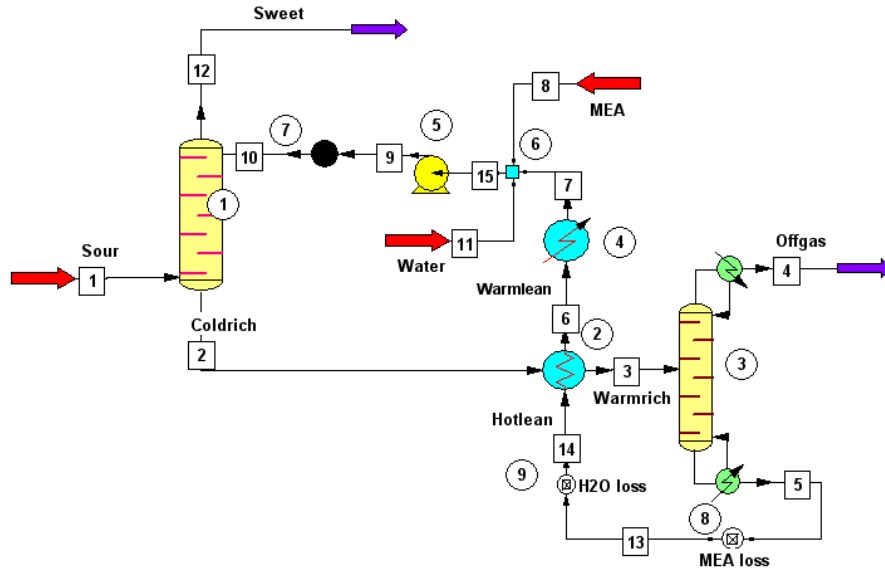 Sweet
12
8
MEA
5
7
6
10
9
15
7
1
4
Offgas
4
Sour
11
Water
1
Warmlean
Coldrich
6
2
3
2
3
Warmrich
Hotlean
14
9
H2O loss
5
8
13
MEA loss